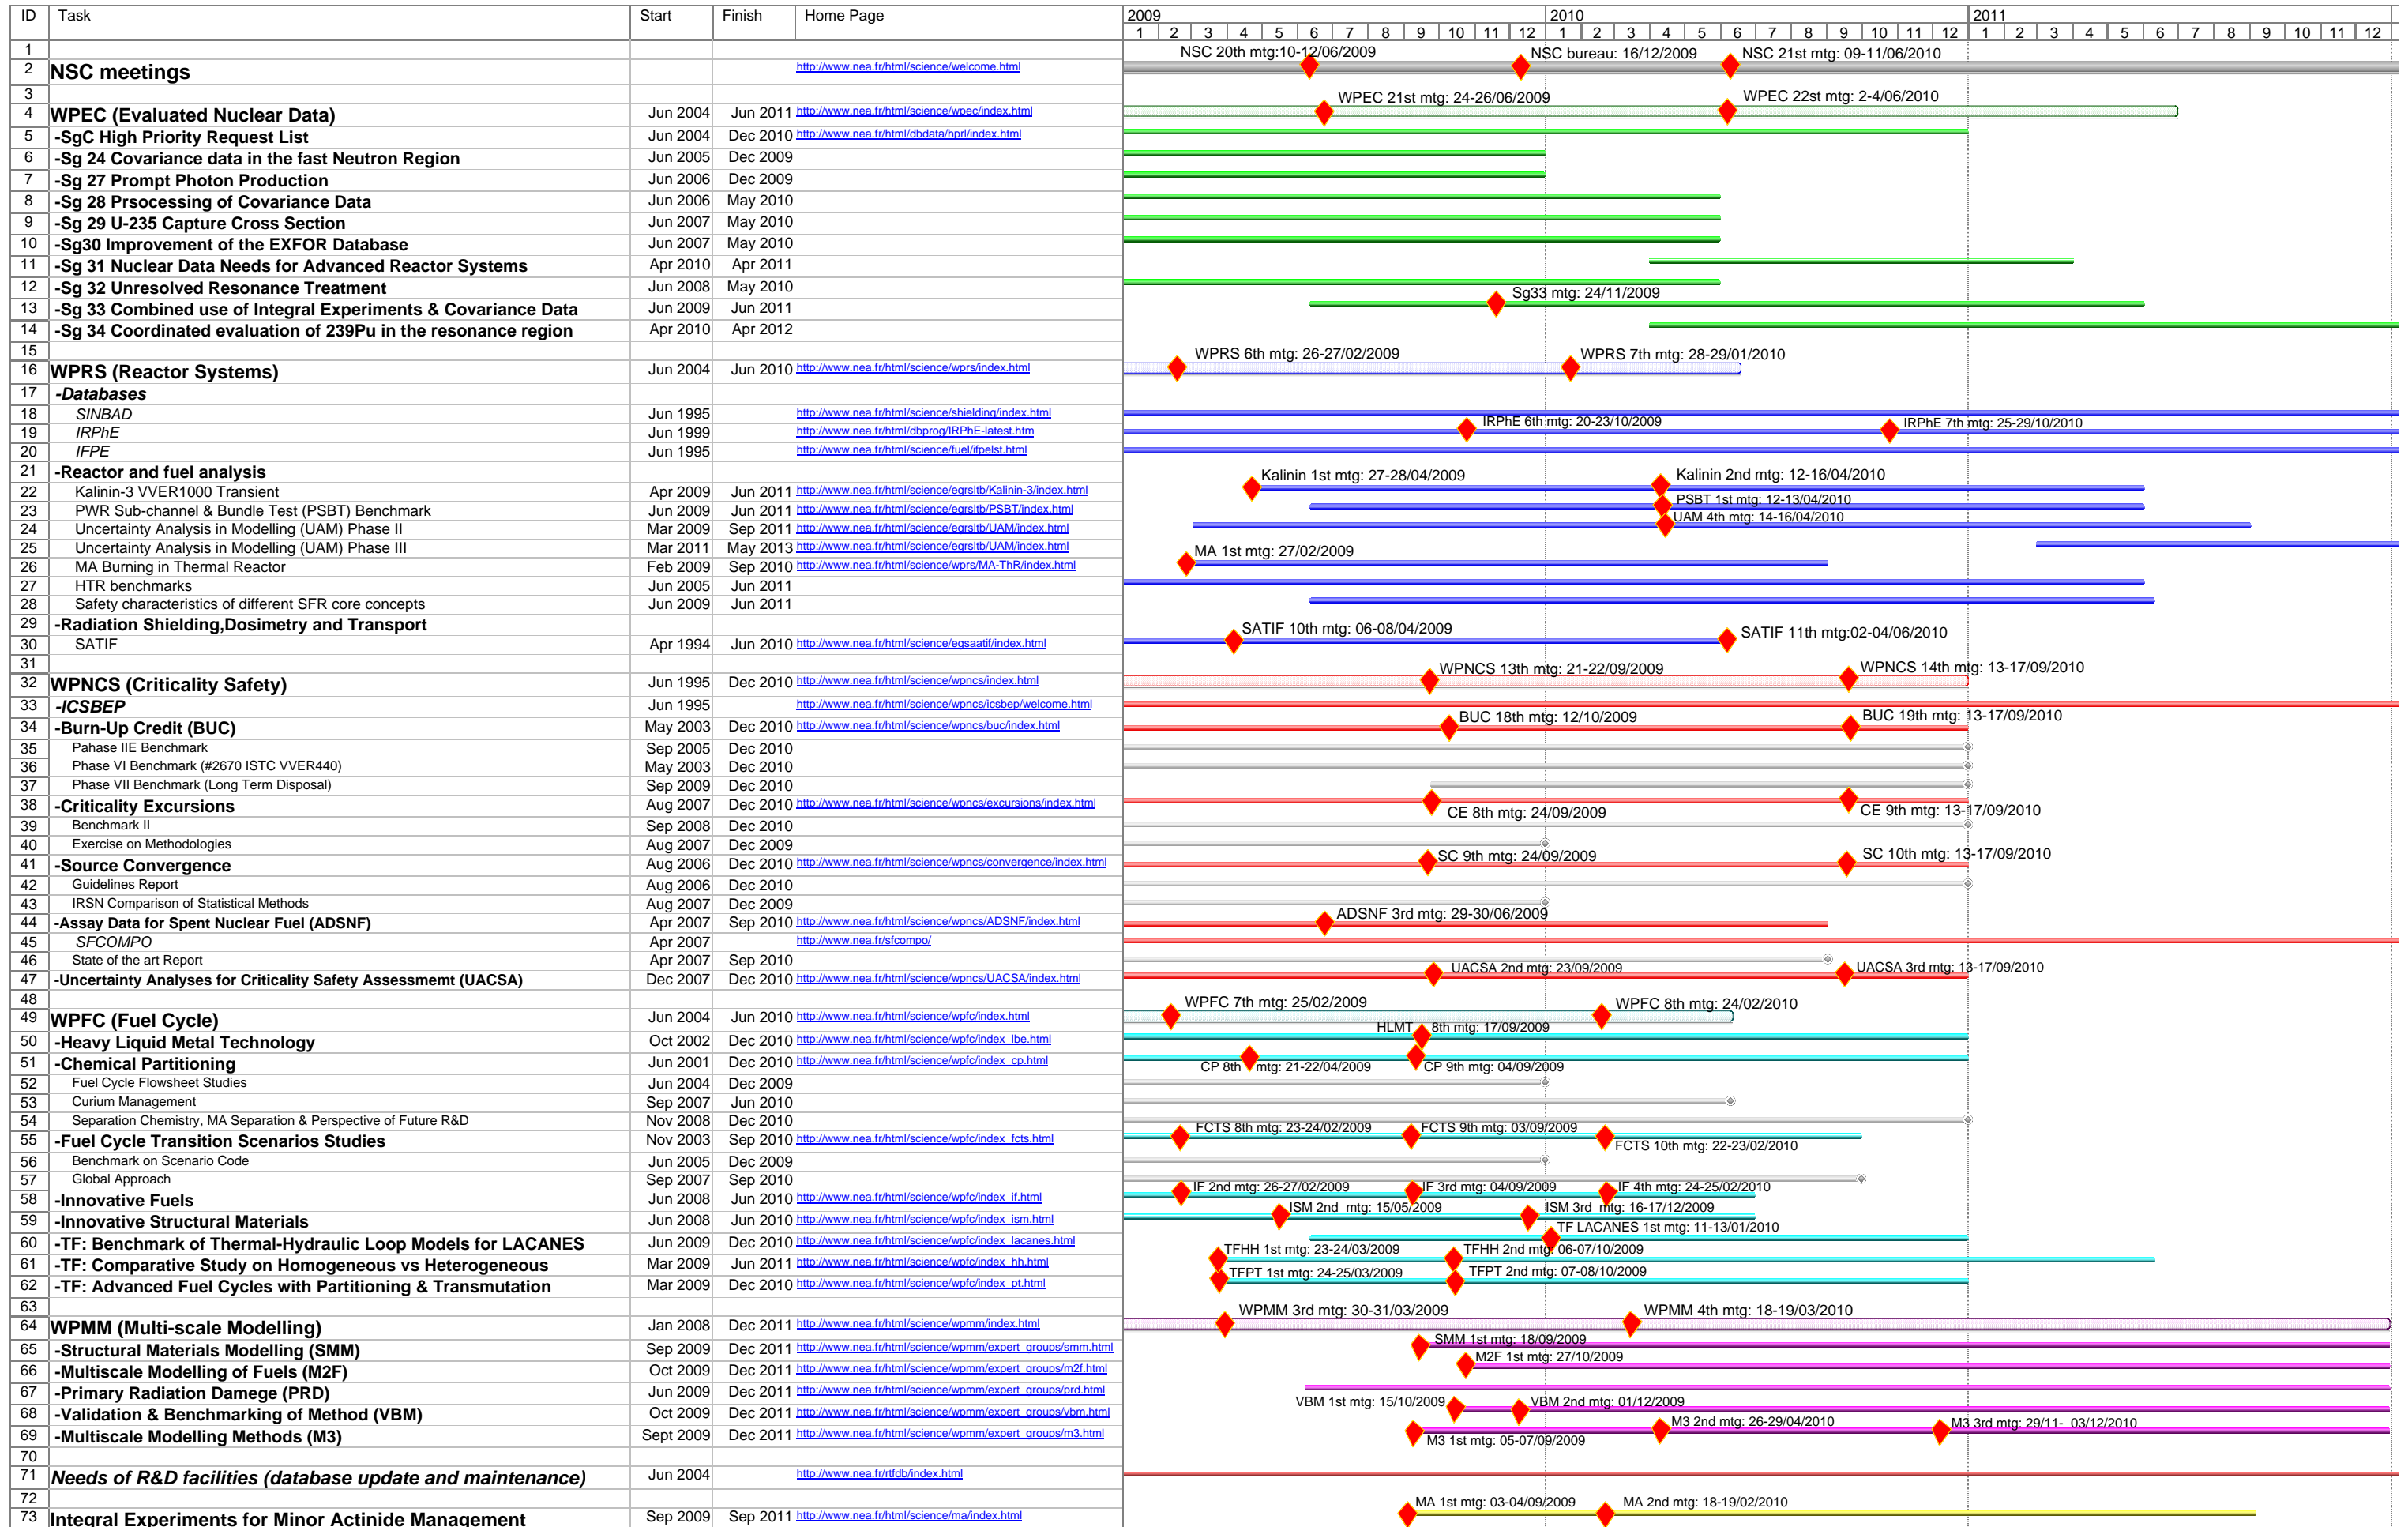 ID Task Start Finish Home Page 2009 2010 2011
1 2 3 4 5 6 7 8 9 10 11 12 1 2 3 4 5 6 7 8 9 10 11 12 1 2 3 4 5 6 7 8 9 10 11 12
1
NSC 20th mtg:10-12/06/2009 NSC bureau: 16/12/2009 NSC 21st mtg: 09-11/06/2010
2 NSC meetings http://www.nea.fr/html/science/welcome.html
3
4 WPEC (Evaluated Nuclear Data) Jun 2004 Jun 2011 http://www.nea.fr/html/science/wpec/index.html WPEC 21st mtg: 24-26/06/2009 WPEC 22st mtg: 2-4/06/2010
5 -SgC High Priority Request List Jun 2004 Dec 2010 http://www.nea.fr/html/dbdata/hprl/index.html
6 -Sg 24 Covariance data in the fast Neutron Region Jun 2005 Dec 2009
7 -Sg 27 Prompt Photon Production Jun 2006 Dec 2009
8 -Sg 28 Prsocessing of Covariance Data Jun 2006 May 2010
9 -Sg 29 U-235 Capture Cross Section Jun 2007 May 2010
10 -Sg30 Improvement of the EXFOR Database Jun 2007 May 2010
11 -Sg 31 Nuclear Data Needs for Advanced Reactor Systems Apr 2010 Apr 2011
12 -Sg 32 Unresolved Resonance Treatment Jun 2008 May 2010
13 -Sg 33 Combined use of Integral Experiments & Covariance Data Jun 2009 Jun 2011 Sg33 mtg: 24/11/2009
14 -Sg 34 Coordinated evaluation of 239Pu in the resonance region Apr 2010 Apr 2012
15
16 WPRS (Reactor Systems) Jun 2004 Jun 2010 http://www.nea.fr/html/science/wprs/index.html WPRS 6th mtg: 26-27/02/2009 WPRS 7th mtg: 28-29/01/2010
17 -Databases
18 SINBAD Jun 1995 http://www.nea.fr/html/science/shielding/index.html
19 IRPhE Jun 1999 http://www.nea.fr/html/dbprog/IRPhE-latest.htm IRPhE 6th mtg: 20-23/10/2009 IRPhE 7th mtg: 25-29/10/2010
20 IFPE Jun 1995 http://www.nea.fr/html/science/fuel/ifpelst.html
21 -Reactor and fuel analysis
22 Kalinin-3 VVER1000 Transient Apr 2009 Jun 2011 http://www.nea.fr/html/science/egrsltb/Kalinin-3/index.html Kalinin 1st mtg: 27-28/04/2009 Kalinin 2nd mtg: 12-16/04/2010
23 PWR Sub-channel & Bundle Test (PSBT) Benchmark Jun 2009 Jun 2011 http://www.nea.fr/html/science/egrsltb/PSBT/index.html PSBT 1st mtg: 12-13/04/2010
24 Uncertainty Analysis in Modelling (UAM) Phase II Mar 2009 Sep 2011 http://www.nea.fr/html/science/egrsltb/UAM/index.html UAM 4th mtg: 14-16/04/2010
25 Uncertainty Analysis in Modelling (UAM) Phase III Mar 2011 May 2013 http://www.nea.fr/html/science/egrsltb/UAM/index.html
26 MA Burning in Thermal Reactor Feb 2009 Sep 2010 http://www.nea.fr/html/science/wprs/MA-ThR/index.html MA 1st mtg: 27/02/2009
27 HTR benchmarks Jun 2005 Jun 2011
28 Safety characteristics of different SFR core concepts Jun 2009 Jun 2011
29 -Radiation Shielding,Dosimetry and Transport
30 SATIF Apr 1994 Jun 2010 http://www.nea.fr/html/science/egsaatif/index.html SATIF 10th mtg: 06-08/04/2009 SATIF 11th mtg:02-04/06/2010
31
32 WPNCS (Criticality Safety) Jun 1995 Dec 2010 http://www.nea.fr/html/science/wpncs/index.html WPNCS 13th mtg: 21-22/09/2009 WPNCS 14th mtg: 13-17/09/2010
33 -ICSBEP Jun 1995 http://www.nea.fr/html/science/wpncs/icsbep/welcome.html
34 -Burn-Up Credit (BUC) May 2003 Dec 2010 http://www.nea.fr/html/science/wpncs/buc/index.html BUC 18th mtg: 12/10/2009 BUC 19th mtg: 13-17/09/2010
35 Pahase IIE Benchmark Sep 2005 Dec 2010
36 Phase VI Benchmark (#2670 ISTC VVER440) May 2003 Dec 2010
37 Phase VII Benchmark (Long Term Disposal) Sep 2009 Dec 2010
38 -Criticality Excursions Aug 2007 Dec 2010 http://www.nea.fr/html/science/wpncs/excursions/index.html CE 8th mtg: 24/09/2009 CE 9th mtg: 13-17/09/2010
39 Benchmark II Sep 2008 Dec 2010
40 Exercise on Methodologies Aug 2007 Dec 2009
41 -Source Convergence Aug 2006 Dec 2010 http://www.nea.fr/html/science/wpncs/convergence/index.html SC 9th mtg: 24/09/2009 SC 10th mtg: 13-17/09/2010
42 Guidelines Report Aug 2006 Dec 2010
43 IRSN Comparison of Statistical Methods Aug 2007 Dec 2009
44 -Assay Data for Spent Nuclear Fuel (ADSNF) Apr 2007 Sep 2010 http://www.nea.fr/html/science/wpncs/ADSNF/index.html ADSNF 3rd mtg: 29-30/06/2009
45 SFCOMPO Apr 2007 http://www.nea.fr/sfcompo/
46 State of the art Report Apr 2007 Sep 2010
47 -Uncertainty Analyses for Criticality Safety Assessmemt (UACSA) Dec 2007 Dec 2010 http://www.nea.fr/html/science/wpncs/UACSA/index.html UACSA 2nd mtg: 23/09/2009 UACSA 3rd mtg: 13-17/09/2010
48
49 WPFC (Fuel Cycle) Jun 2004 Jun 2010 http://www.nea.fr/html/science/wpfc/index.html WPFC 7th mtg: 25/02/2009 WPFC 8th mtg: 24/02/2010
50 -Heavy Liquid Metal Technology Oct 2002 Dec 2010 http://www.nea.fr/html/science/wpfc/index_lbe.html HLMT 8th mtg: 17/09/2009
51 -Chemical Partitioning Jun 2001 Dec 2010 http://www.nea.fr/html/science/wpfc/index_cp.html CP 8th mtg: 21-22/04/2009 CP 9th mtg: 04/09/2009
52 Fuel Cycle Flowsheet Studies Jun 2004 Dec 2009
53 Curium Management Sep 2007 Jun 2010
54 Separation Chemistry, MA Separation & Perspective of Future R&D Nov 2008 Dec 2010
55 -Fuel Cycle Transition Scenarios Studies Nov 2003 Sep 2010 http://www.nea.fr/html/science/wpfc/index_fcts.html FCTS 8th mtg: 23-24/02/2009 FCTS 9th mtg: 03/09/2009 FCTS 10th mtg: 22-23/02/2010
56 Benchmark on Scenario Code Jun 2005 Dec 2009
57 Global Approach Sep 2007 Sep 2010
58 -Innovative Fuels Jun 2008 Jun 2010 http://www.nea.fr/html/science/wpfc/index_if.html IF 2nd mtg: 26-27/02/2009 IF 3rd mtg: 04/09/2009 IF 4th mtg: 24-25/02/2010
59 -Innovative Structural Materials Jun 2008 Jun 2010 http://www.nea.fr/html/science/wpfc/index_ism.html ISM 2nd mtg: 15/05/2009 ISM 3rd mtg: 16-17/12/2009
60 -TF: Benchmark of Thermal-Hydraulic Loop Models for LACANES Jun 2009 Dec 2010 http://www.nea.fr/html/science/wpfc/index_lacanes.html TF LACANES 1st mtg: 11-13/01/2010
61 -TF: Comparative Study on Homogeneous vs Heterogeneous Mar 2009 Jun 2011 http://www.nea.fr/html/science/wpfc/index_hh.html TFHH 1st mtg: 23-24/03/2009 TFHH 2nd mtg: 06-07/10/2009
62 -TF: Advanced Fuel Cycles with Partitioning & Transmutation Mar 2009 Dec 2010 http://www.nea.fr/html/science/wpfc/index_pt.html TFPT 1st mtg: 24-25/03/2009 TFPT 2nd mtg: 07-08/10/2009
63
64 WPMM (Multi-scale Modelling) Jan 2008 Dec 2011 http://www.nea.fr/html/science/wpmm/index.html WPMM 3rd mtg: 30-31/03/2009 WPMM 4th mtg: 18-19/03/2010
65 -Structural Materials Modelling (SMM) Sep 2009 Dec 2011 http://www.nea.fr/html/science/wpmm/expert_groups/smm.html SMM 1st mtg: 18/09/2009
66 -Multiscale Modelling of Fuels (M2F) Oct 2009 Dec 2011 http://www.nea.fr/html/science/wpmm/expert_groups/m2f.html M2F 1st mtg: 27/10/2009
67 -Primary Radiation Damege (PRD) Jun 2009 Dec 2011 http://www.nea.fr/html/science/wpmm/expert_groups/prd.html
68 -Validation & Benchmarking of Method (VBM) Oct 2009 Dec 2011 http://www.nea.fr/html/science/wpmm/expert_groups/vbm.html VBM 1st mtg: 15/10/2009 VBM 2nd mtg: 01/12/2009
69 -Multiscale Modelling Methods (M3) Sept 2009 Dec 2011 http://www.nea.fr/html/science/wpmm/expert_groups/m3.html M3 1st mtg: 05-07/09/2009 M3 2nd mtg: 26-29/04/2010 M3 3rd mtg: 29/11- 03/12/2010
70
71 Needs of R&D facilities (database update and maintenance) Jun 2004 http://www.nea.fr/rtfdb/index.html
72
73 Integral Experiments for Minor Actinide Management Sep 2009 Sep 2011 http://www.nea.fr/html/science/ma/index.html MA 1st mtg: 03-04/09/2009 MA 2nd mtg: 18-19/02/2010